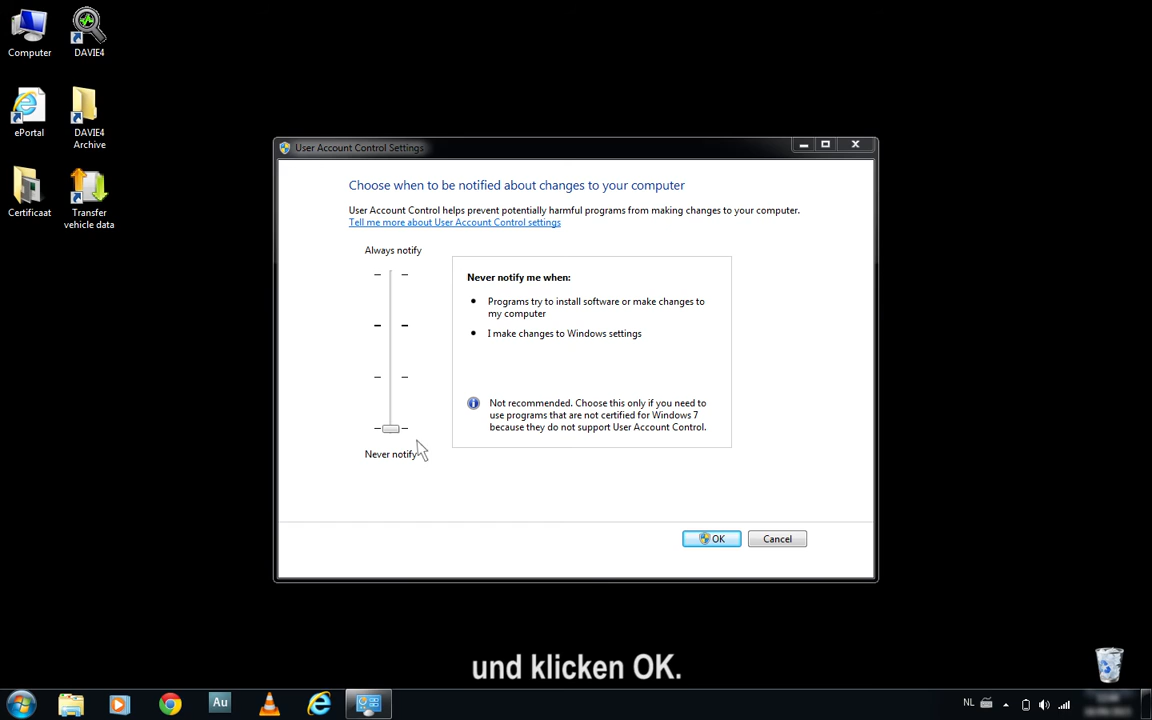 Computer
DAVIE4
ePortal
DAVIE4
Archive
Certificaat
Transfer
vehicle data
User Account Control Settings
Choose when to be notified about changes to your computer
User Account Control helps prevent potentially harmful programs from making changes to your computer.
Tell me more about User Account Control settings
Always notify
Never notify me when:
Programs try to install software or make changes to
my computer
I make changes to Windows settings
Not recommended. Choose this only if you need to
use programs that are not certified for Windows 7
because they do not support User Account Control.
Never notify
OK
Cancel
und klicken OK.
Au
NL